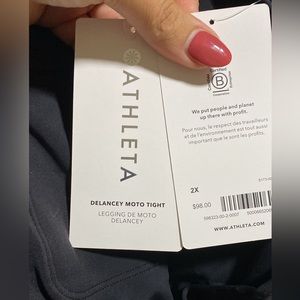 ATHLETA
DELANCEY MOTO TIGHT
LEGGING DE MOTO
DELANCEY
Certified
B
Corporation
We put people and planet
up there with profit.
Pour nous, le respect des travailleurs
et de l'environnement est tout aussi
important que le sont les profits.
2X
$98.00
WWW.ATHLETA.COM